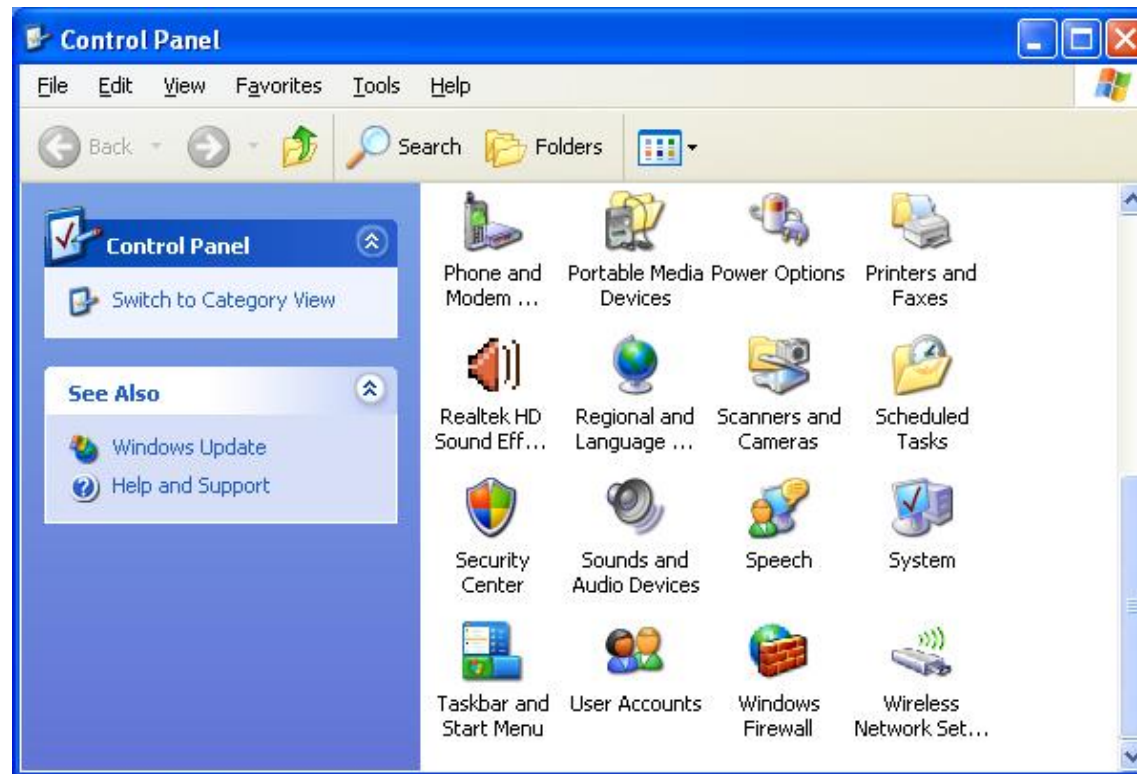 Control Panel
File Edit View Favorites Tools Help
Back Search Folders
Control Panel
Switch to Category View
See Also
Windows Update
Help and Support
Phone and
Modem ...
Portable Media
Devices
Power Options
Printers and
Faxes
Realtek HD
Sound Eff...
Regional and
Language ...
Scanners and
Cameras
Scheduled
Tasks
Security
Center
Sounds and
Audio Devices
Speech
System
Taskbar and
Start Menu
User Accounts
Windows
Firewall
Wireless
Network Set...